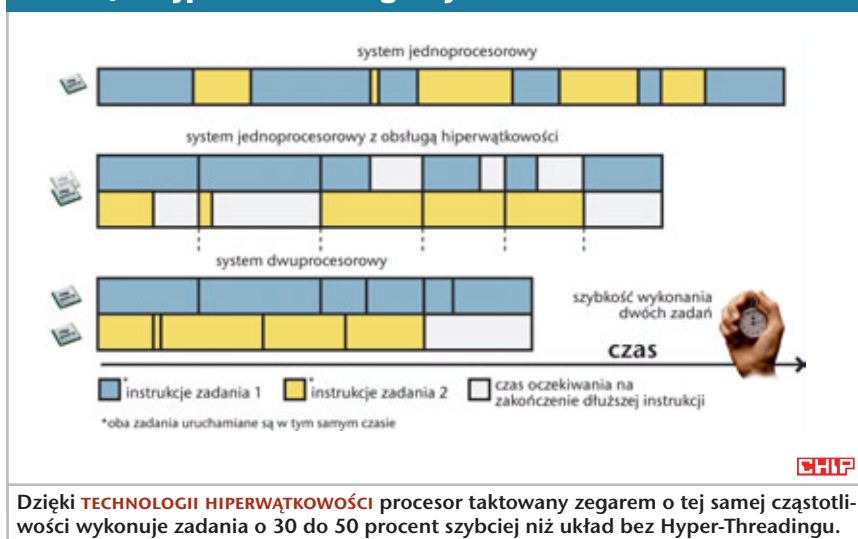 system jednoprocesorowy
system jednoprocesorowy z obsługą hiperwątkowości
system dwuprocesorowy
szybkość wykonania
dwóch zadań
czas
*instrukcje zadania 1
*instrukcje zadania 2
czas oczekiwania na
zakończenie dłuższej instrukcji
*oba zadania uruchamiane są w tym samym czasie
CHIP
Dzięki TECHNOLOGII HIPERWĄTKOWOŚCI procesor taktowany zegarem o tej samej cząstotli-
wości wykonuje zadania o 30 do 50 procent szybciej niż układ bez Hyper-Threadingu.